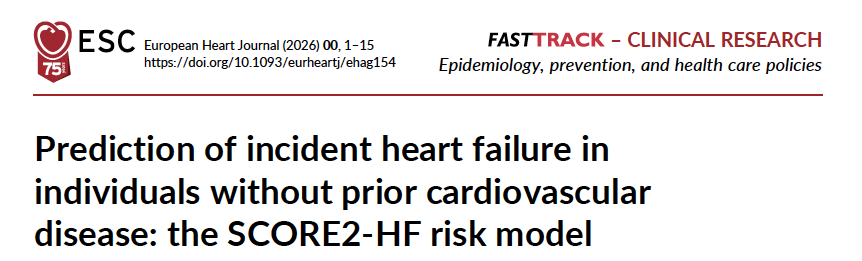 ESC
75
European Heart Journal (2026) 00, 1–15
https://doi.org/10.1093/eurheartj/ehag154
FASTTRACK – CLINICAL RESEARCH
Epidemiology, prevention, and health care policies
Prediction of incident heart failure in
individuals without prior cardiovascular
disease: the SCORE2-HF risk model